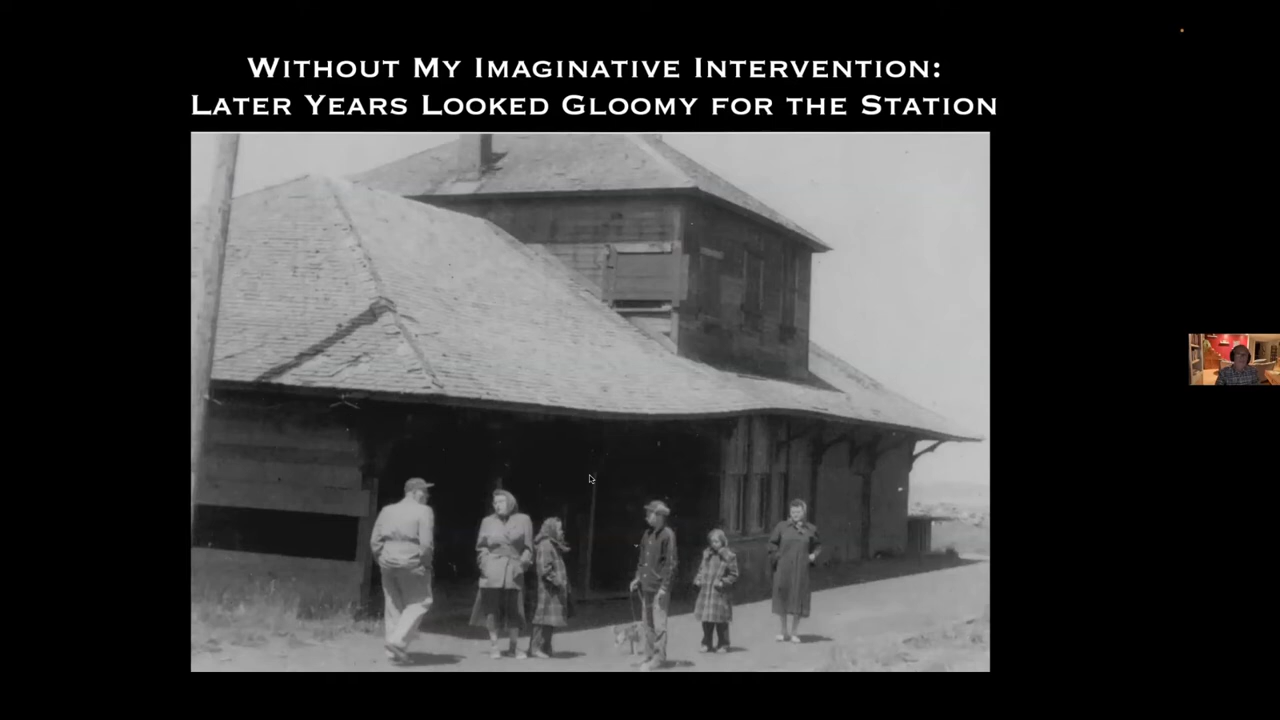 Without My Imaginative Intervention:
Later Years Looked Gloomy for the Station